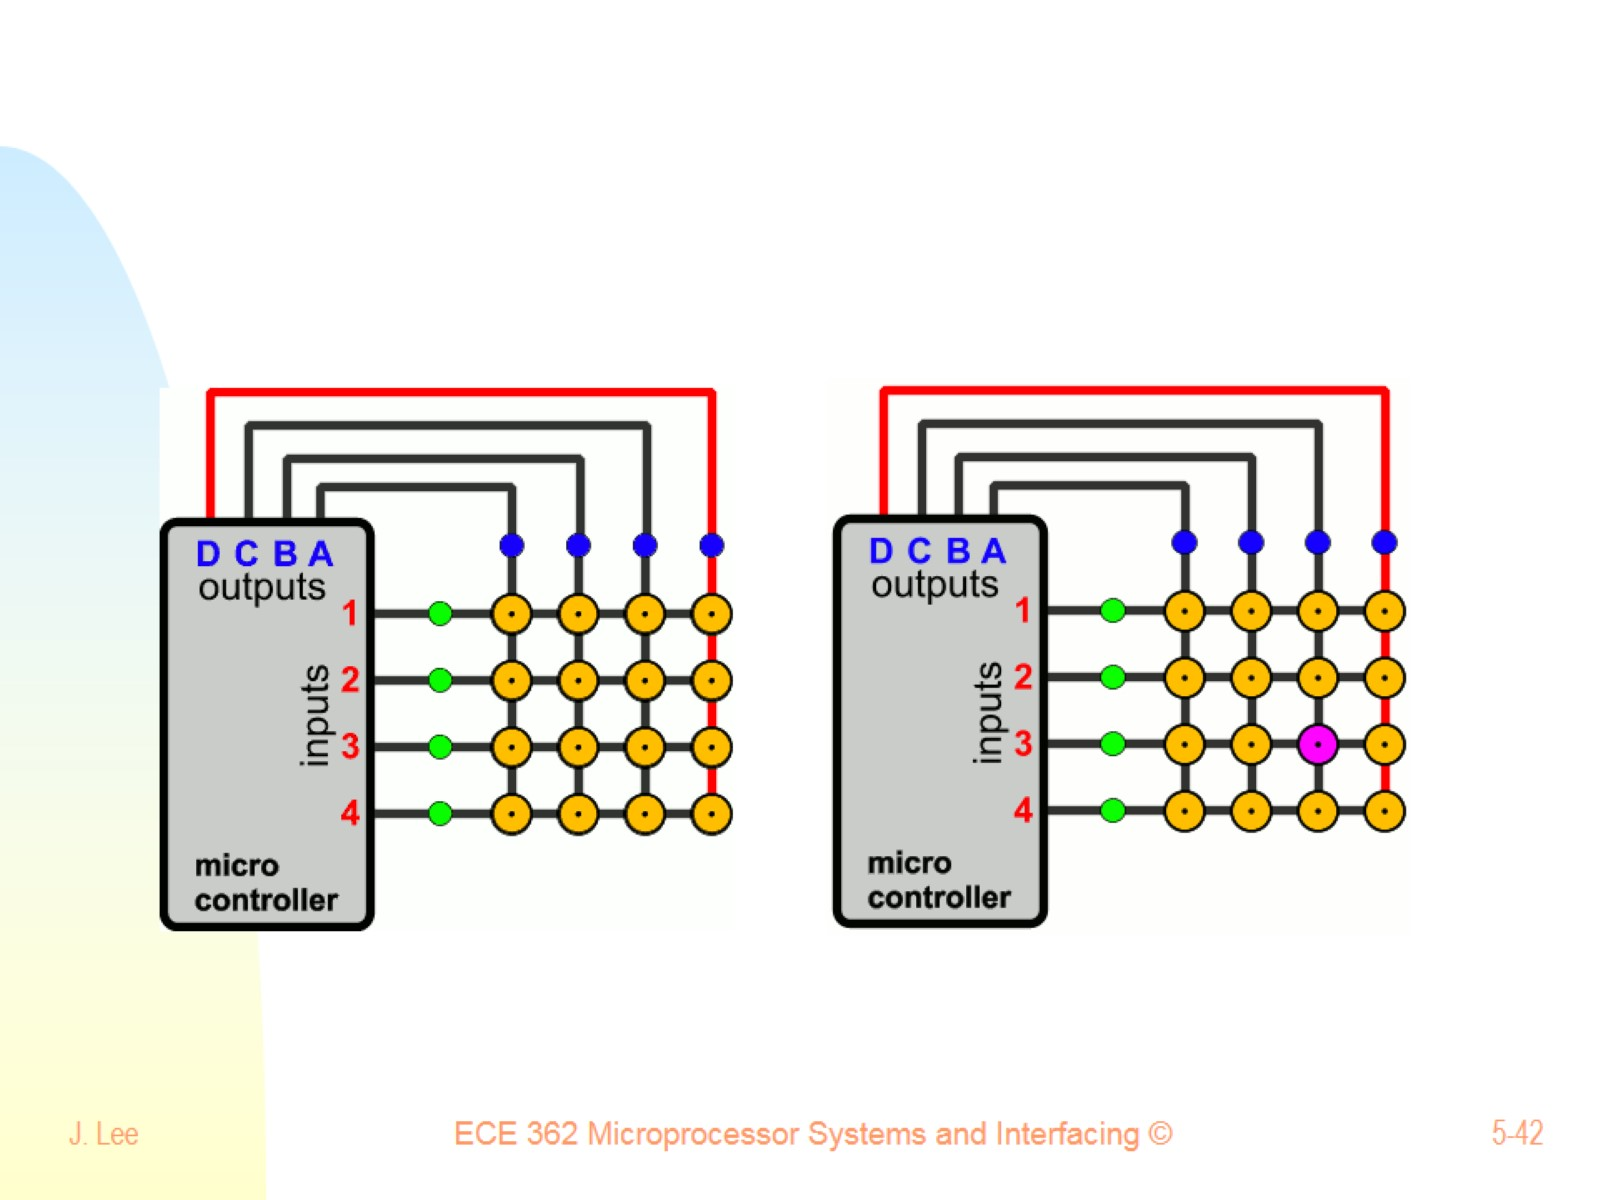 D C B A
outputs
1
2
inputs
3
4
micro
controller
D C B A
outputs
1
2
inputs
3
4
micro
controller
J. Lee
ECE 362 Microprocessor Systems and Interfacing ©
5-42